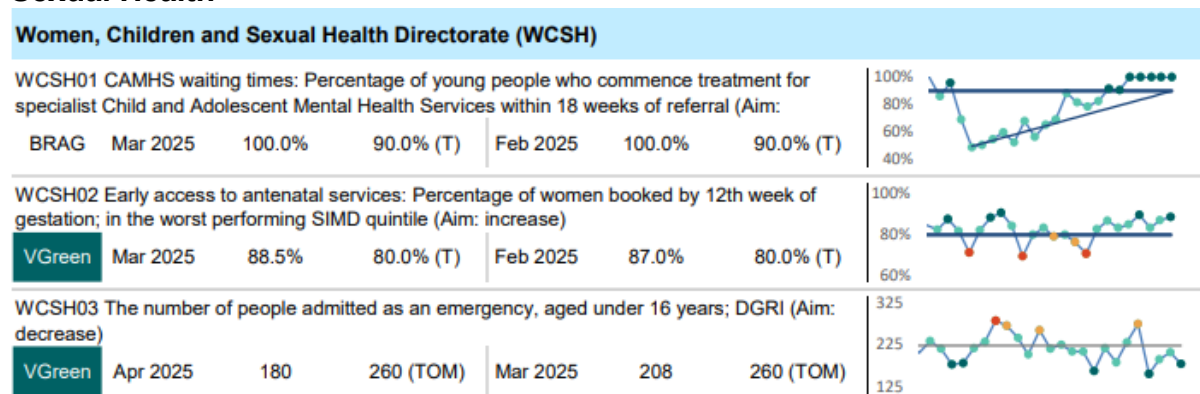 Sexual Health
Women, Children and Sexual Health Directorate (WCSH)
WCSH01 CAMHS waiting times: Percentage of young people who commence treatment for
specialist Child and Adolescent Mental Health Services within 18 weeks of referral (Aim:
BRAG Mar 2025 100.0% 90.0% (T) Feb 2025 100.0% 90.0% (T)
100%
80%
60%
40%
WCSH02 Early access to antenatal services: Percentage of women booked by 12th week of
gestation; in the worst performing SIMD quintile (Aim: increase)
VGreen Mar 2025 88.5% 80.0% (T) Feb 2025 87.0% 80.0% (T)
100%
80%
60%
WCSH03 The number of people admitted as an emergency, aged under 16 years; DGRI (Aim:
decrease)
VGreen Apr 2025 180 260 (TOM) Mar 2025 208 260 (TOM)
325
225
125